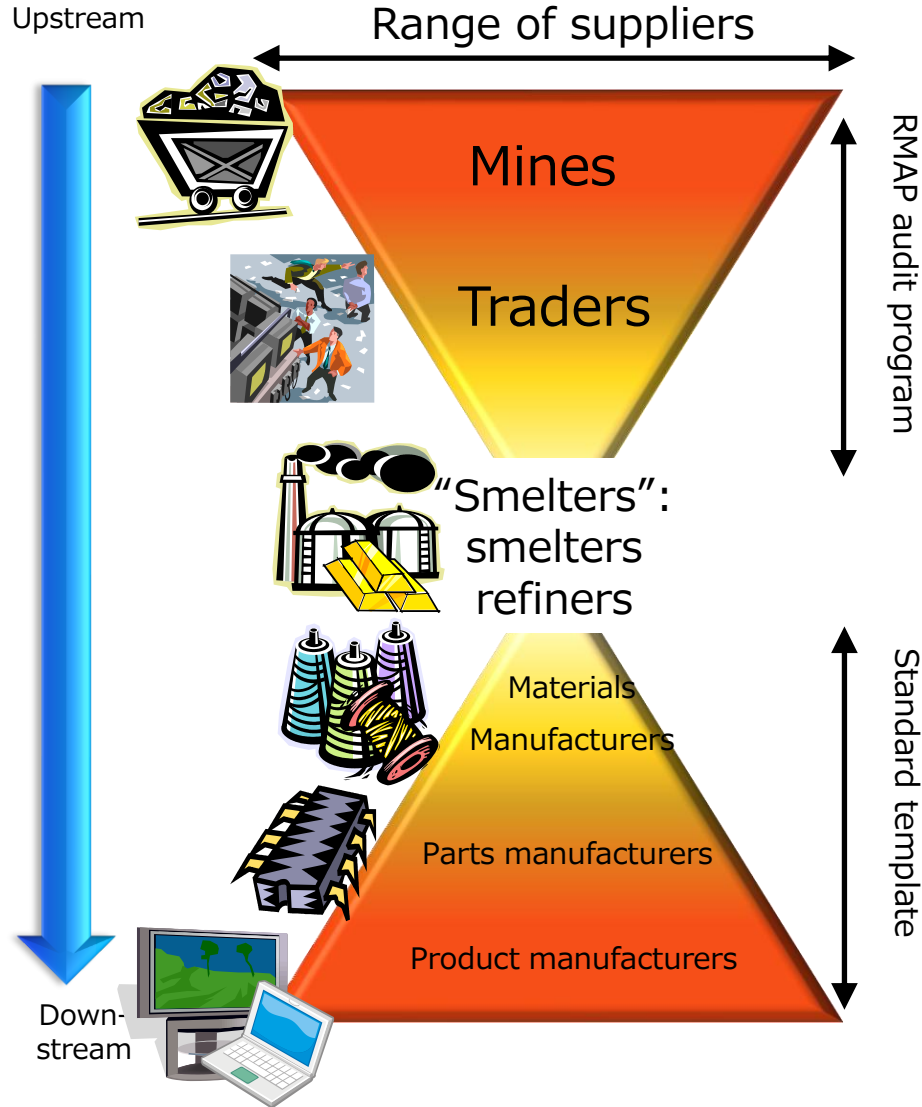 Upstream
Range of suppliers
Mines
Traders
RMAP audit program
“Smelters”:
smelters
refiners
Materials
Manufacturers
Parts manufacturers
Product manufacturers
Standard template
Down-
stream